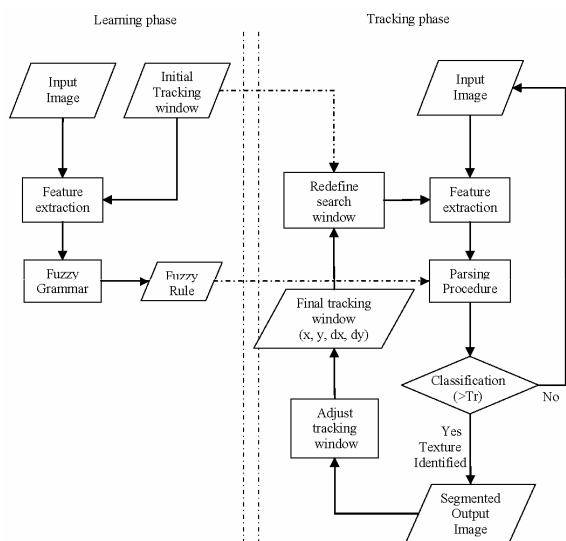 Learning phase
Tracking phase
Input
Image
Initial
Tracking
window
Input
Image
Feature
extraction
Redefine
search
window
Feature
extraction
Fuzzy
Grammar
Fuzzy
Rule
Parsing
Procedure
Final tracking
window
(x, y, dx, dy)
Classification
(>Tr)
No
Adjust
tracking
window
Yes
Texture
Identified
Segmented
Output
Image